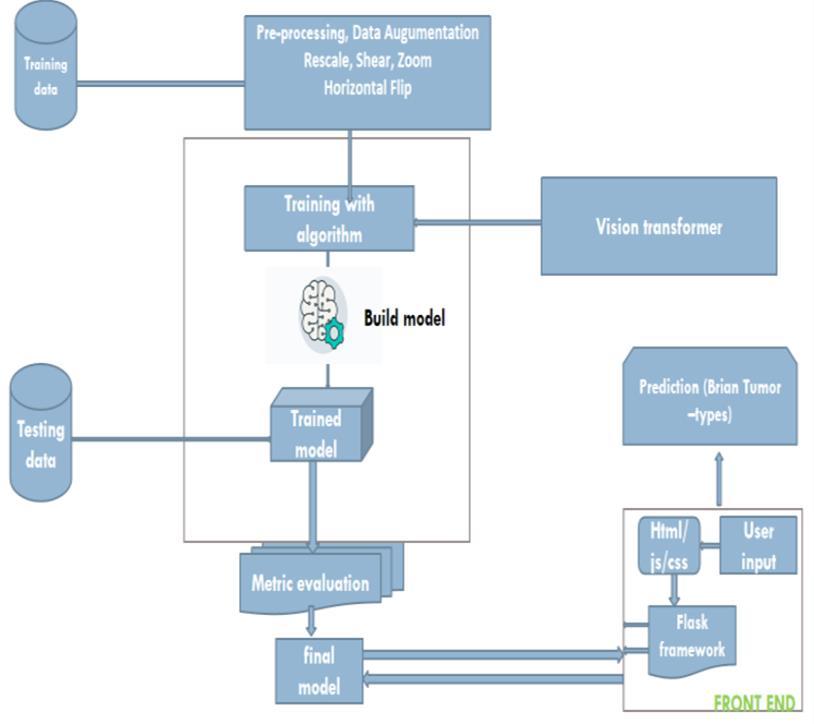 Training
data
Pre-processing, Data Augumentation
Rescale, Shear, Zoom
Horizontal Flip
Training with
algorithm
Vision transformer
Build model
Trained
model
Testing
data
Metric evaluation
final
model
Prediction (Brian Tumor
–types)
Html/
js/css
User
input
Flask
framework
FRONT END